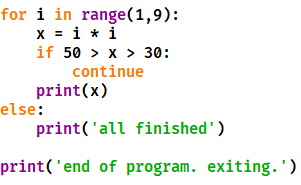 for i in range(1,9):
    x = i * i
    if 50 > x > 30:
        continue
    print(x)
else:
    print('all finished')

print('end of program. exiting.')